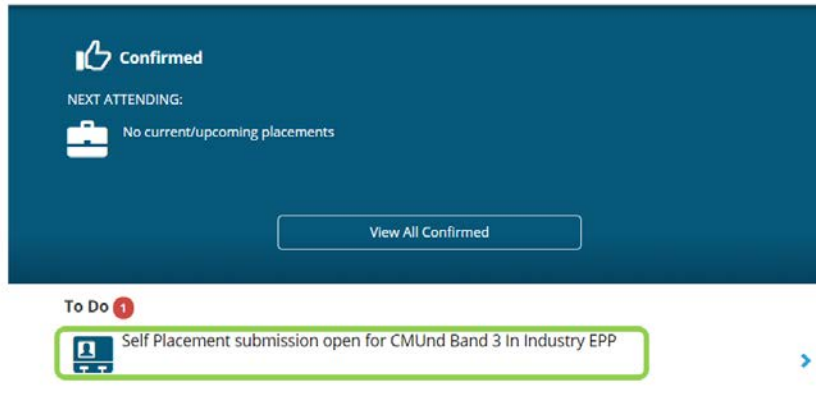 Confirmed
NEXT ATTENDING:
No current/upcoming placements
View All Confirmed
To Do 1
Self Placement submission open for CMUnd Band 3 In Industry EPP